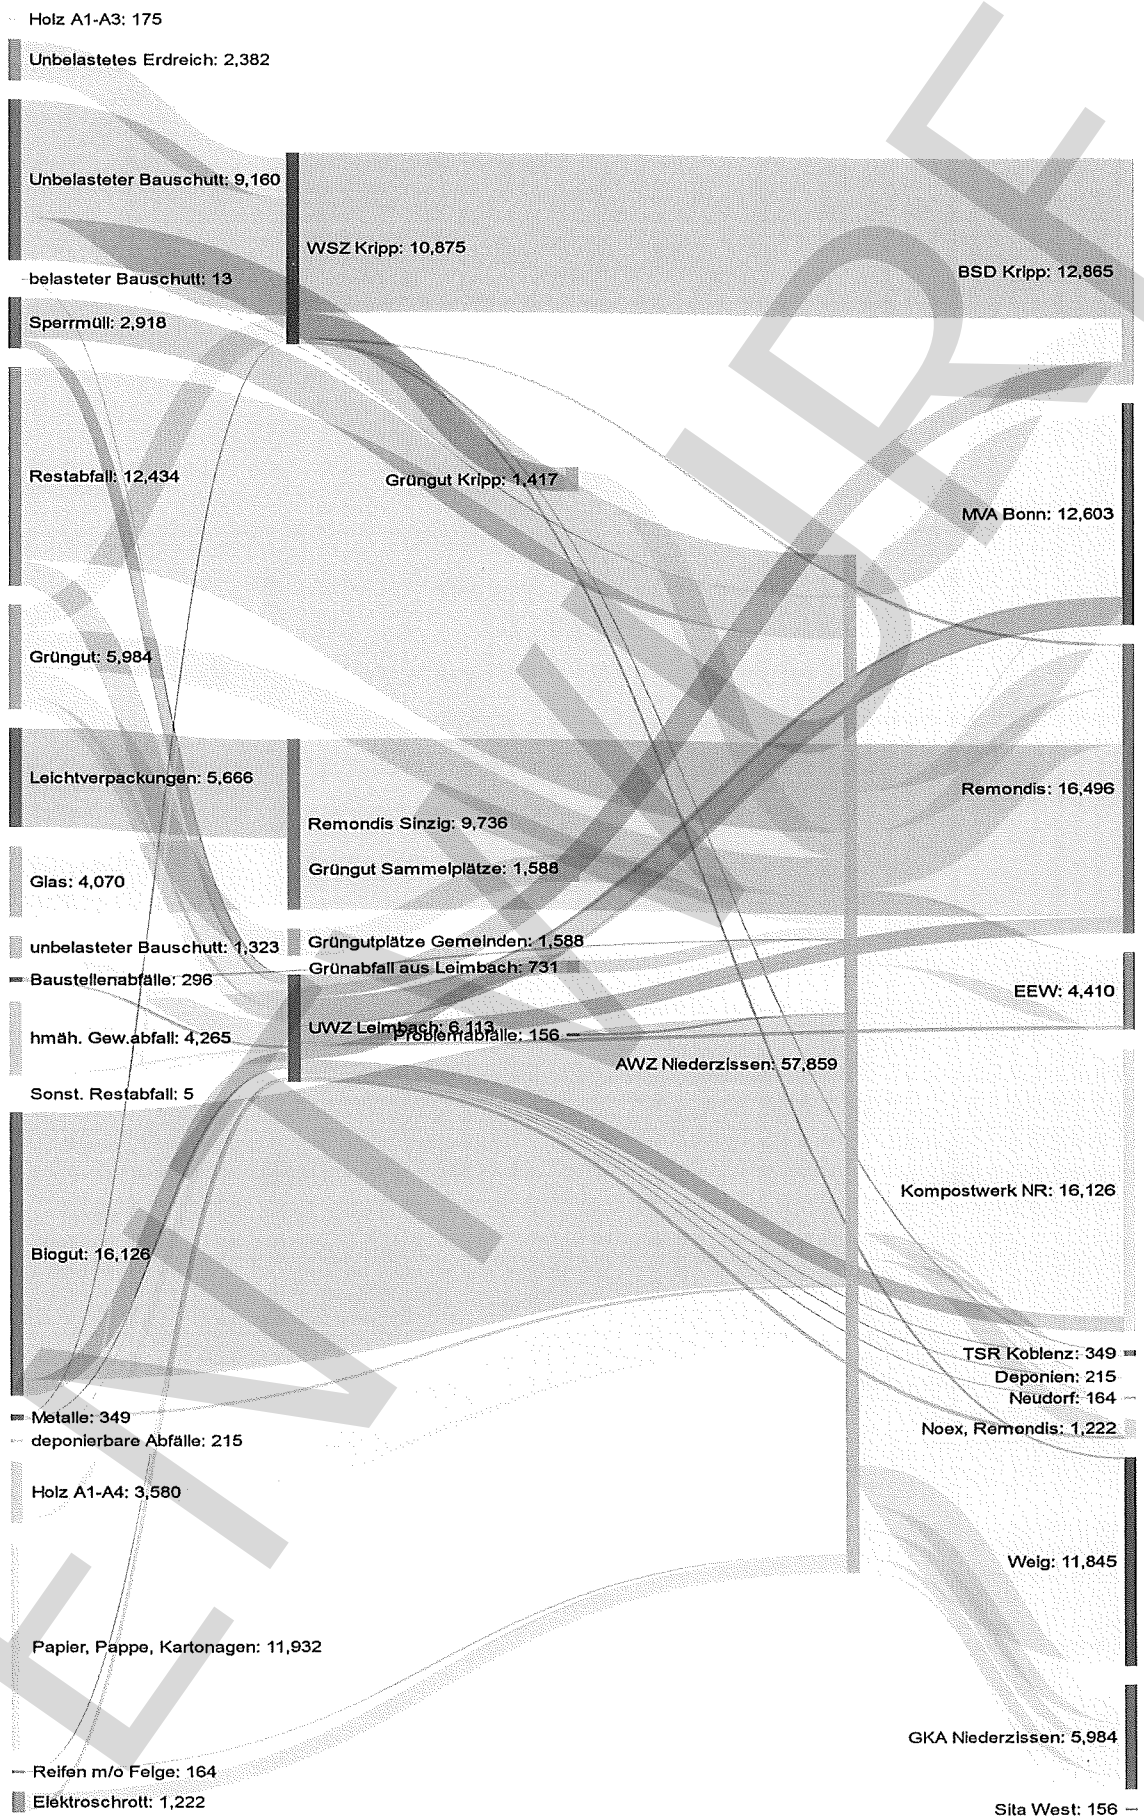 Holz A1-A3: 175
Unbelastetes Erdreich: 2,382
Unbelasteter Bauschutt: 9,160
WSZ Kripp: 10,875
BSD Kripp: 12,865
belasteter Bauschutt: 13
Sperrmüll: 2,918
Restabfall: 12,434
Grüngut Kripp: 1,417
MVA Bonn: 12,603
Grüngut: 5,984
Leichtverpackungen: 5,666
Remondis: 16,496
Remondis Sinzig: 9,736
Grüngut Sammelplätze: 1,588
Glas: 4,070
unbelasteter Bauschutt: 1,323
Grüngutplätze Gemeinden: 1,588
Grünabfall aus Leimbach: 731
Baustellenabfälle: 296
EEW: 4,410
UWZ Leimbach: 6,113
Problemabfälle: 156
hmäh. Gew.abfall: 4,265
AWZ Niederzissen: 57,859
Sonst. Restabfall: 5
Kompostwerk NR: 16,126
Biogut: 16,126
TSR Koblenz: 349
Deponien: 215
Neudorf: 164
Metalle: 349
Noex, Remondis: 1,222
deponierbare Abfälle: 215
Holz A1-A4: 3,580
Weig: 11,845
Papier, Pappe, Kartonagen: 11,932
GKA Niederzissen: 5,984
Reifen m/o Felge: 164
Elektroschrott: 1,222
Sita West: 156